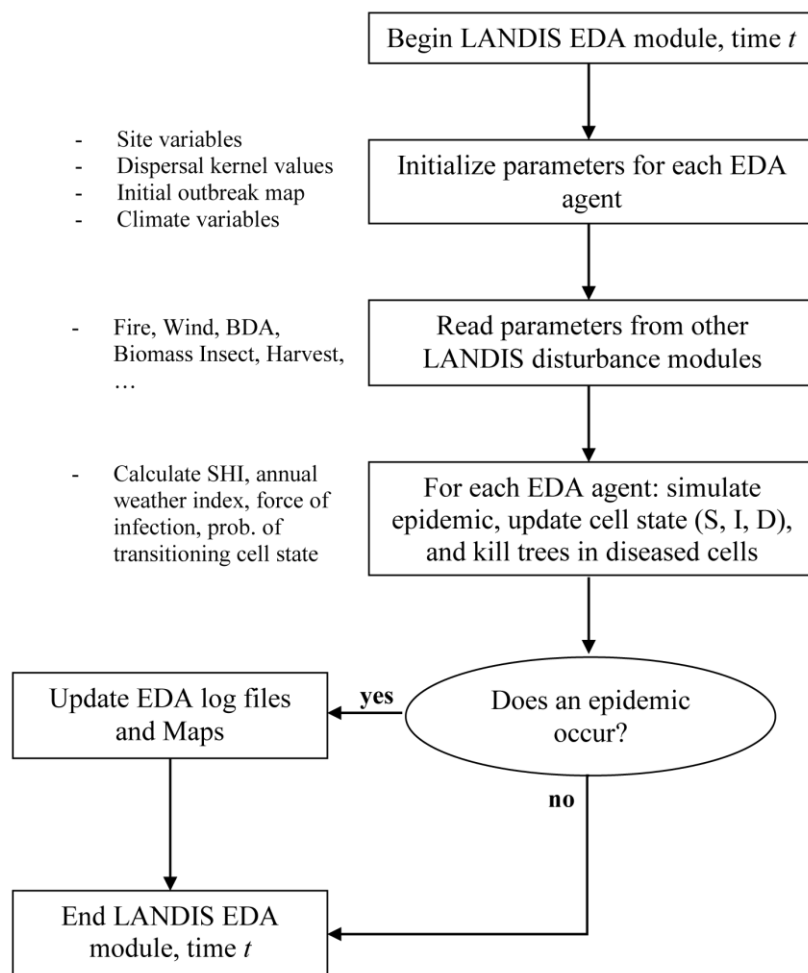 Begin LANDIS EDA module, time t
- Site variables
- Dispersal kernel values
- Initial outbreak map
- Climate variables
Initialize parameters for each EDA
agent
- Fire, Wind, BDA,
Biomass Insect, Harvest,
…
Read parameters from other
LANDIS disturbance modules
- Calculate SHI, annual
weather index, force of
infection, prob. of
transitioning cell state
For each EDA agent: simulate
epidemic, update cell state (S, I, D),
and kill trees in diseased cells
Does an epidemic
occur?
yes
Update EDA log files
and Maps
no
End LANDIS EDA
module, time t